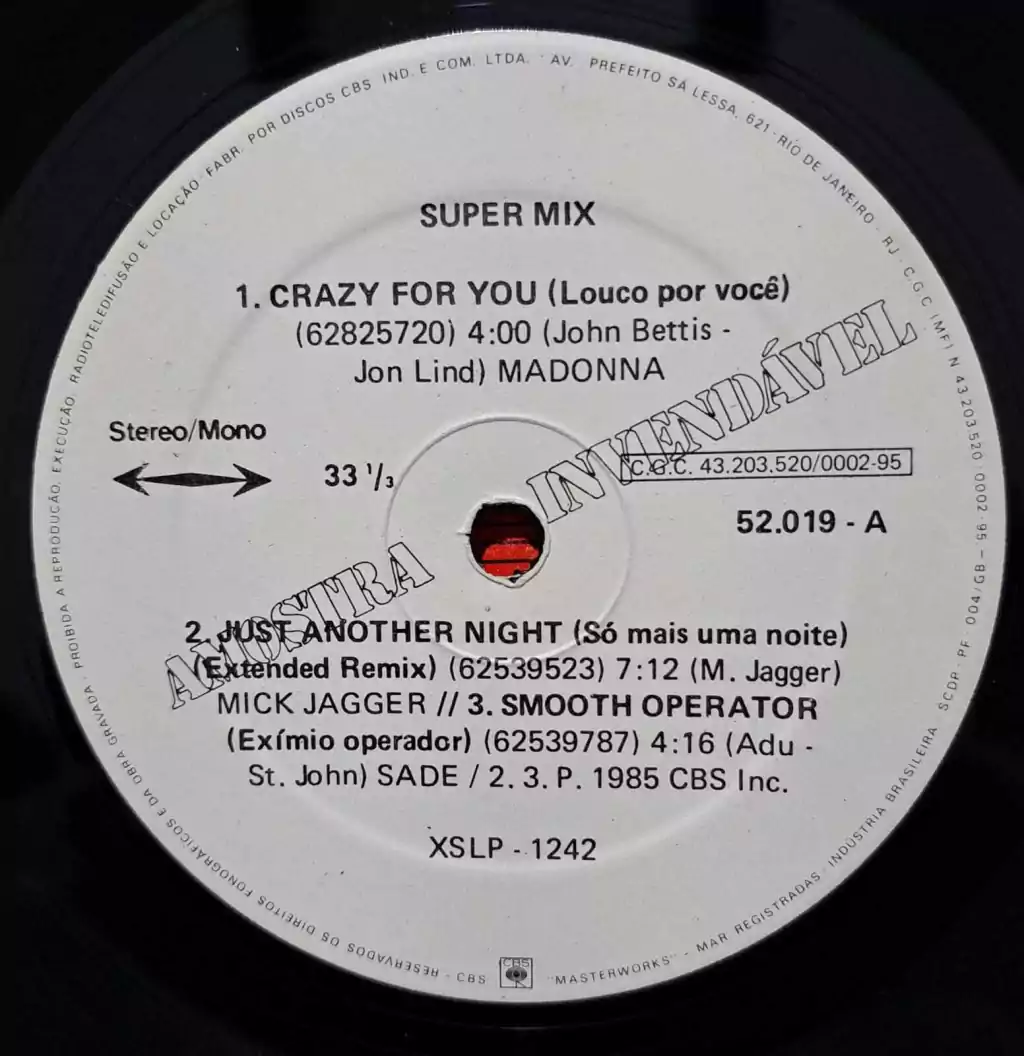 SUPER MIX
1. CRAZY FOR YOU (Louco por você)
(62825720) 4:00 (John Bettis -
Jon Lind) MADONNA
Stereo/Mono
33 1/3
C.G.C. 43.203.520/0002-95
52.019 - A
AMOSTRA INVENDÁVEL
2. JUST ANOTHER NIGHT (Só mais uma noite)
(Extended Remix) (62539523) 7:12 (M. Jagger)
MICK JAGGER // 3. SMOOTH OPERATOR
(Exímio operador) (62539787) 4:16 (Adu -
St. John) SADE / 2. 3. P. 1985 CBS Inc.
XSLP - 1242
RESERVADOS OS DIREITOS FONOGRÁFICOS E DA OBRA GRAVADA · PROIBIDA A REPRODUÇÃO, EXECUÇÃO, RADIOTELEDIFUSÃO E LOCAÇÃO · FABR. POR DISCOS CBS IND. E COM. LTDA. · AV. PREFEITO SÁ LESSA, 621 · RIO DE JANEIRO - RJ - C.G.C (MF) N 43.203.520/0002-95 - SCDP. PF. 004/GB - INDÚSTRIA BRASILEIRA · MAR REGISTRADAS · "MASTERWORKS" CBS
CBS